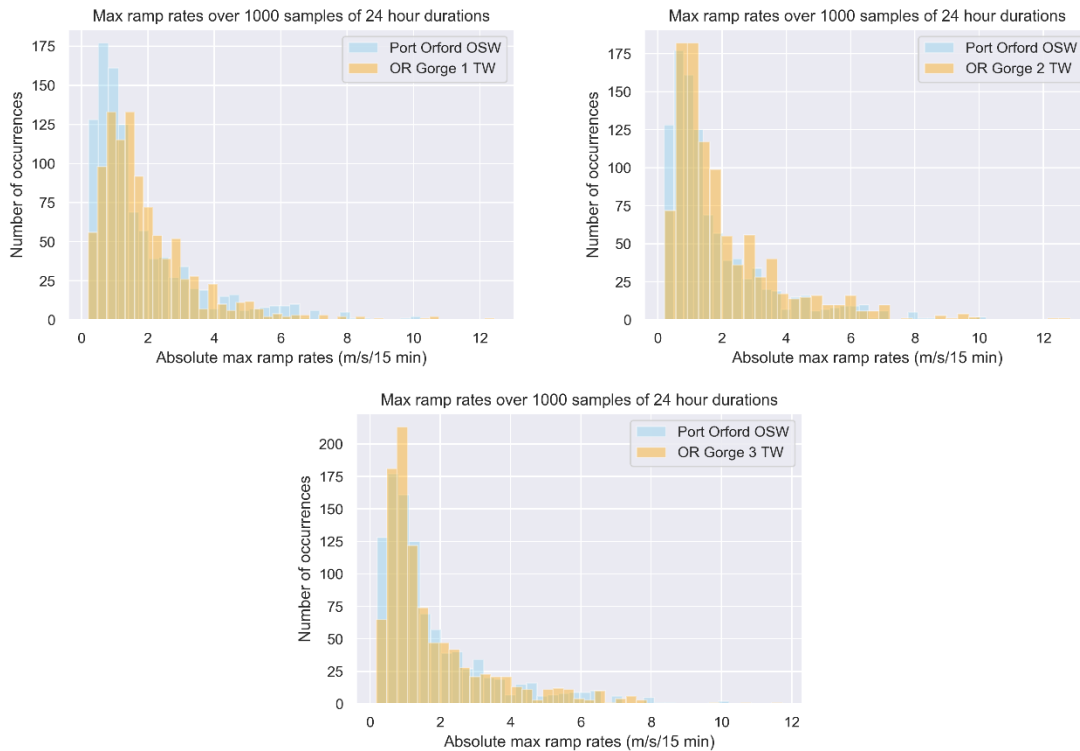 Max ramp rates over 1000 samples of 24 hour durations
Port Orford OSW
OR Gorge 1 TW
175
150
125
100
75
50
25
0
Number of occurrences
0 2 4 6 8 10 12
Absolute max ramp rates (m/s/15 min)
Max ramp rates over 1000 samples of 24 hour durations
Port Orford OSW
OR Gorge 2 TW
175
150
125
100
75
50
25
0
Number of occurrences
0 2 4 6 8 10 12
Absolute max ramp rates (m/s/15 min)
Max ramp rates over 1000 samples of 24 hour durations
Port Orford OSW
OR Gorge 3 TW
200
175
150
125
100
75
50
25
0
Number of occurrences
0 2 4 6 8 10 12
Absolute max ramp rates (m/s/15 min)